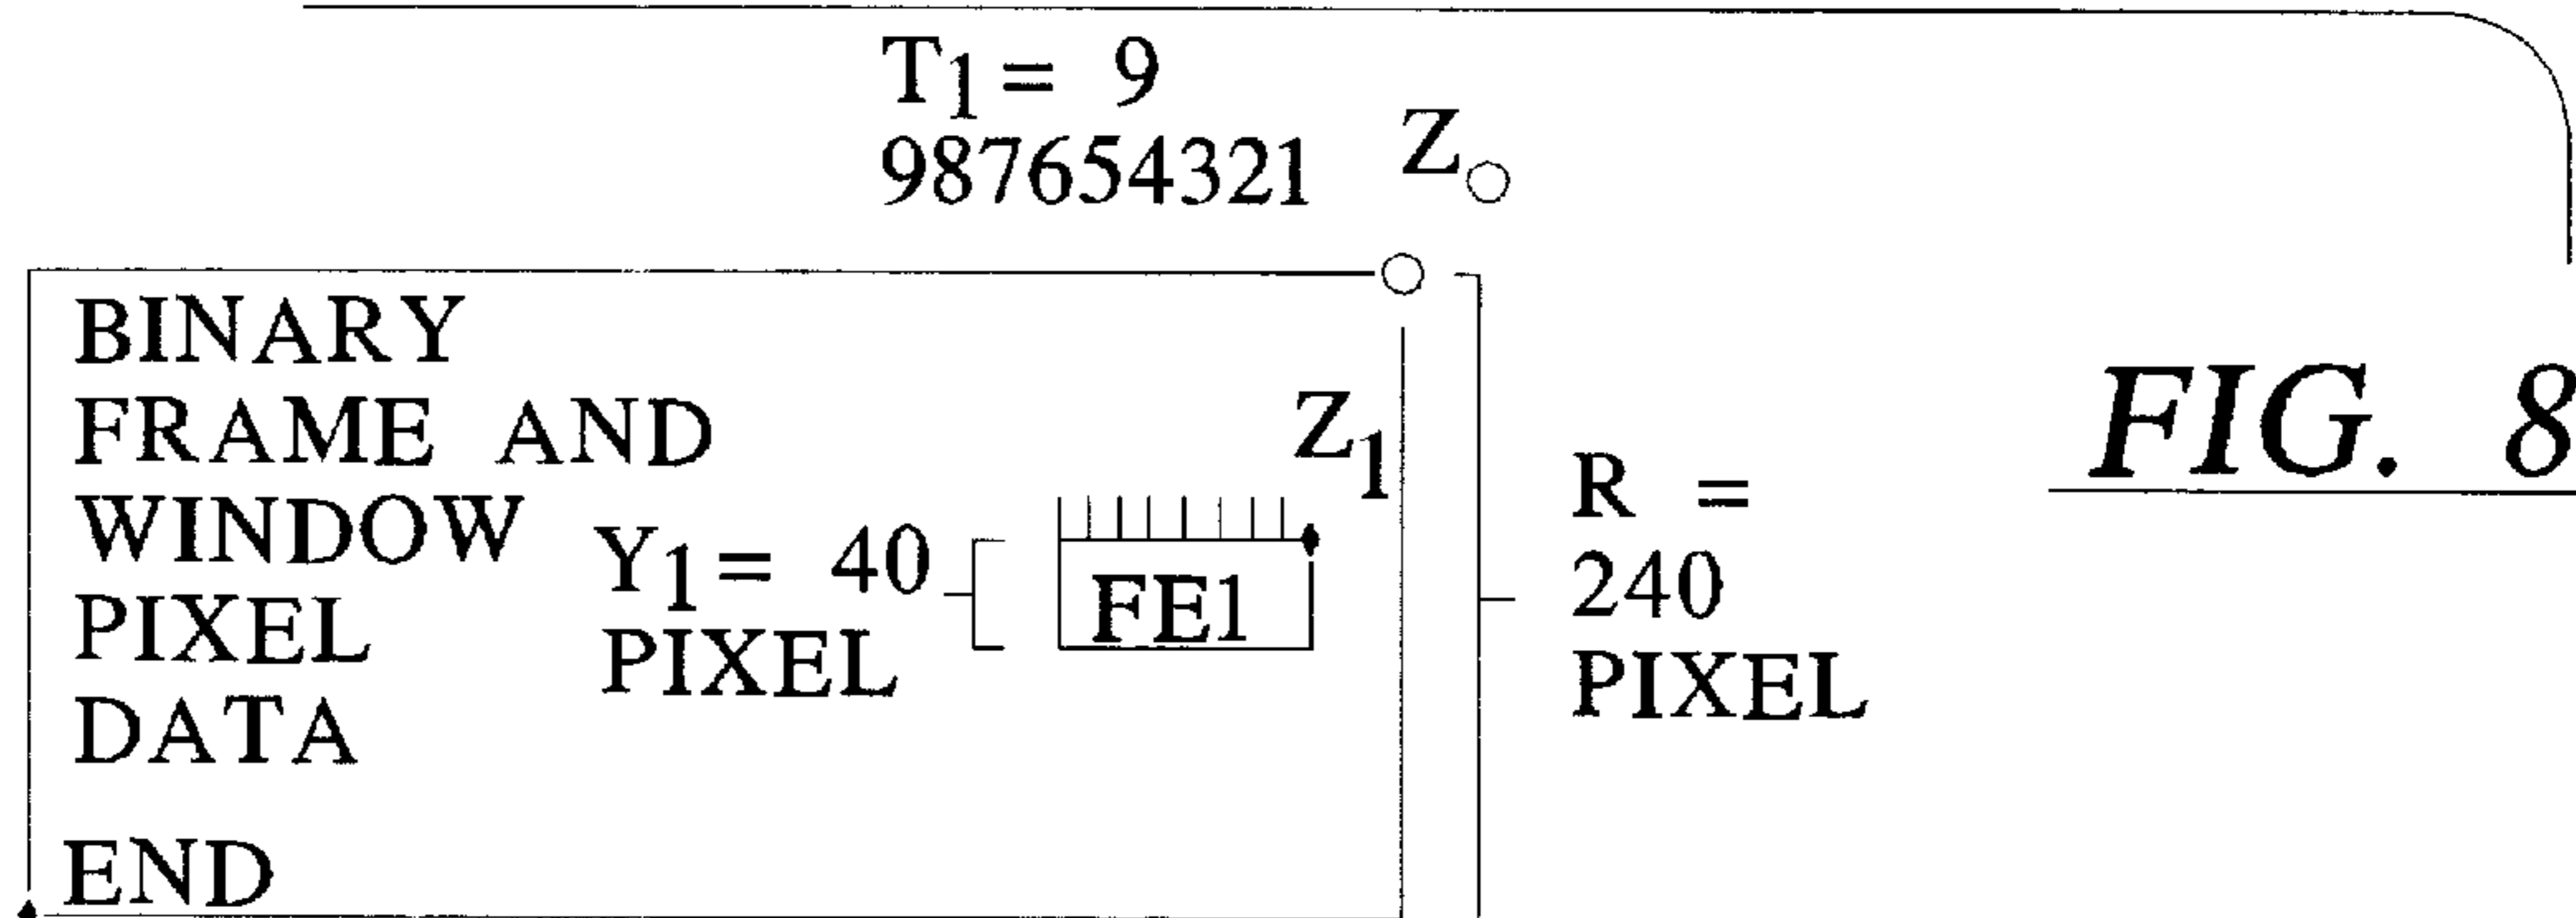 T1 = 9
987654321
Z○
BINARY
FRAME AND
WINDOW
PIXEL
DATA
END
Y1 = 40
PIXEL
Z1
FE1
R =
240
PIXEL
FIG. 8